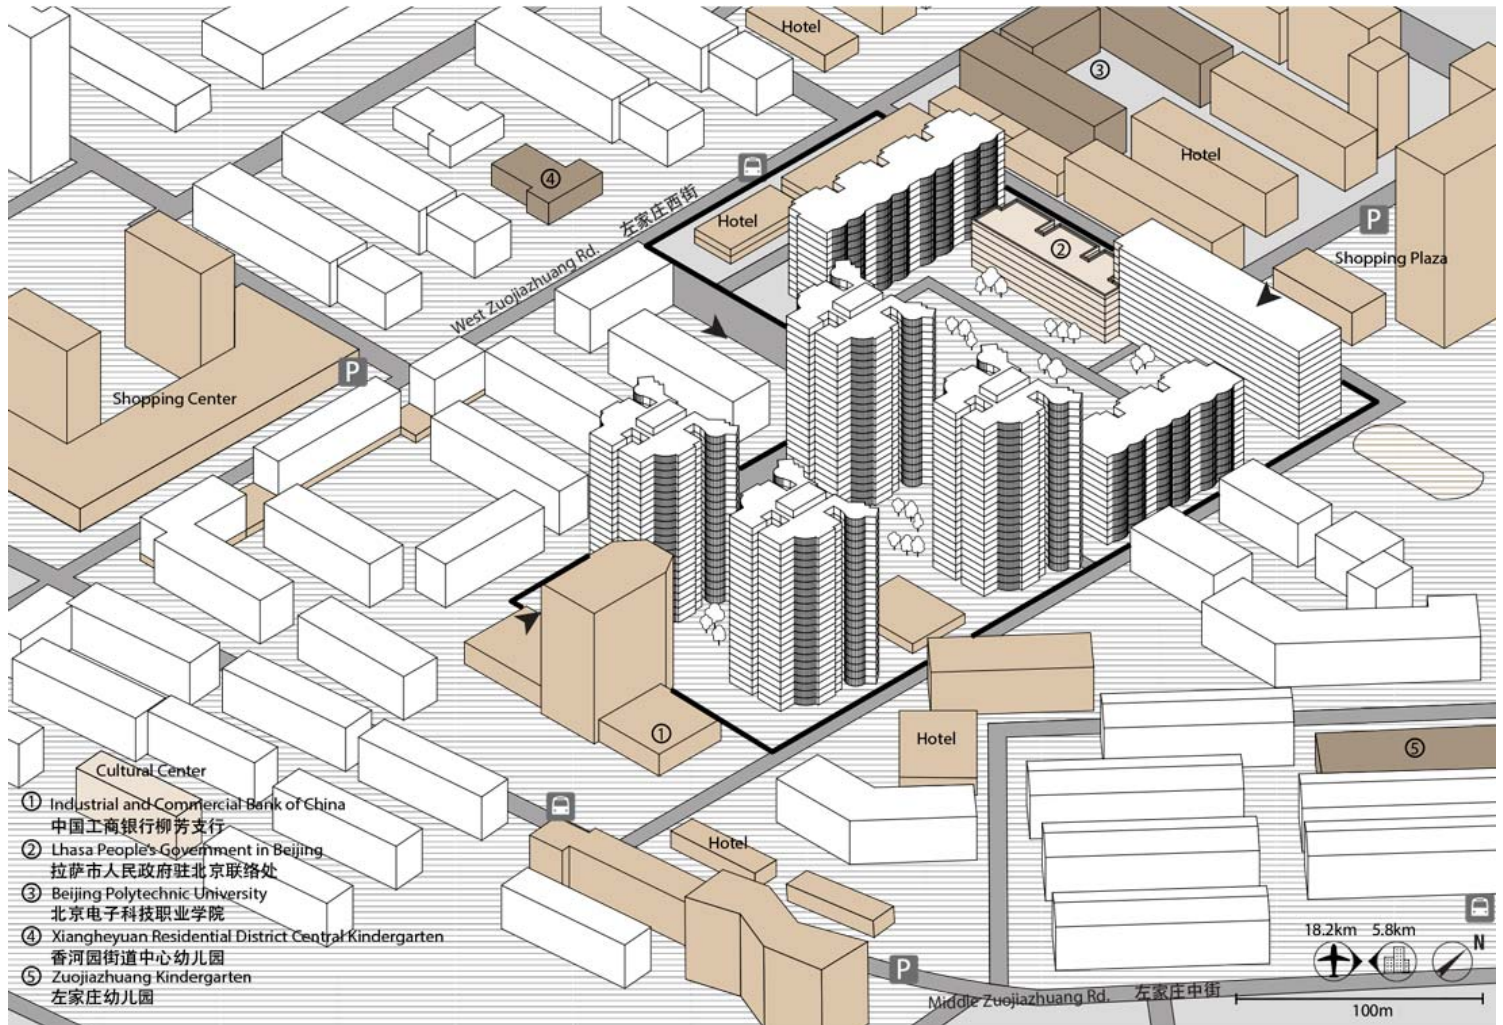 Hotel
③
Hotel
④
左家庄西街
Hotel
P
②
Shopping Plaza
West Zuojiazhuang Rd.
P
Shopping Center
①
Hotel
⑤
Cultural Center
① Industrial and Commercial Bank of China
中国工商银行柳芳支行
② Lhasa People's Government in Beijing
拉萨市人民政府驻北京联络处
③ Beijing Polytechnic University
北京电子科技职业学院
④ Xiangheyuan Residential District Central Kindergarten
香河园街道中心幼儿园
⑤ Zuojiazhuang Kindergarten
左家庄幼儿园
Hotel
P
18.2km 5.8km
N
Middle Zuojiazhuang Rd. 左家庄中街
100m